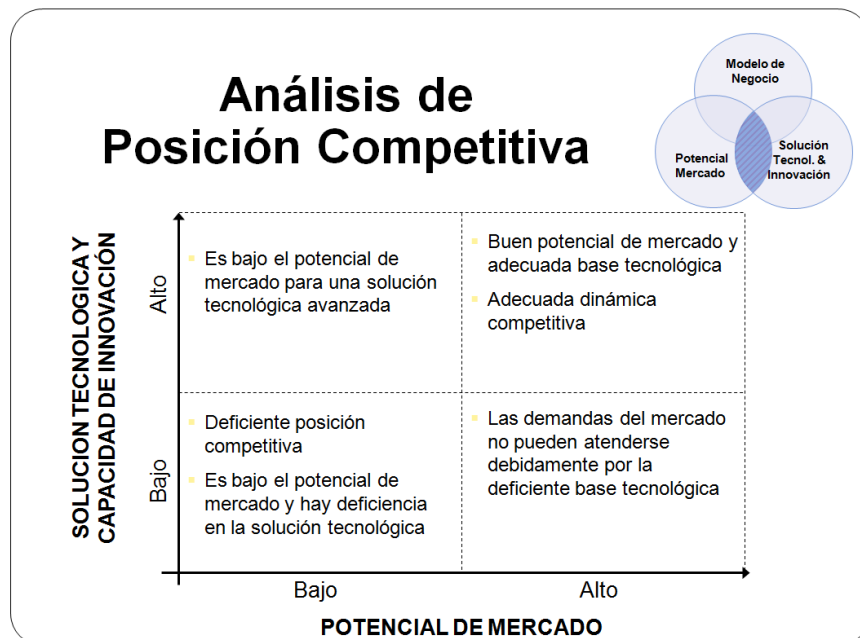 Análisis de
Posición Competitiva
Modelo de
Negocio
Potencial
Mercado
Solución
Tecnol. &
Innovación
SOLUCION TECNOLOGICA Y
CAPACIDAD DE INNOVACIÓN
Alto
Es bajo el potencial de
mercado para una solución
tecnológica avanzada
Buen potencial de mercado y
adecuada base tecnológica
Adecuada dinámica
competitiva
Bajo
Deficiente posición
competitiva
Es bajo el potencial de
mercado y hay deficiencia
en la solución tecnológica
Las demandas del mercado
no pueden atenderse
debidamente por la
deficiente base tecnológica
Bajo
Alto
POTENCIAL DE MERCADO